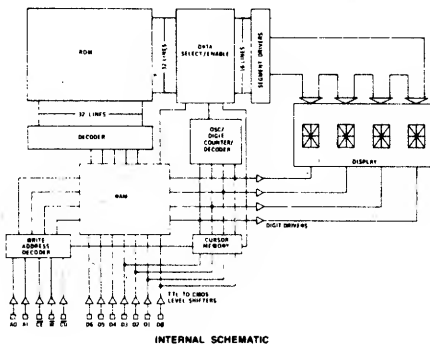 ROM
32 LINES
DATA
SELECT/ENABLE
16 LINES
SEGMENT DRIVERS
32 LINES
DECODER
OSC/
DIGIT
COUNTER/
DECODER
DISPLAY
RAM
DIGIT DRIVERS
WRITE
ADDRESS
DECODER
CURSOR
MEMORY
TTL TO CMOS
LEVEL SHIFTERS
A0 A1 CE CU D6 D5 D4 D3 D2 D1 D0
INTERNAL SCHEMATIC